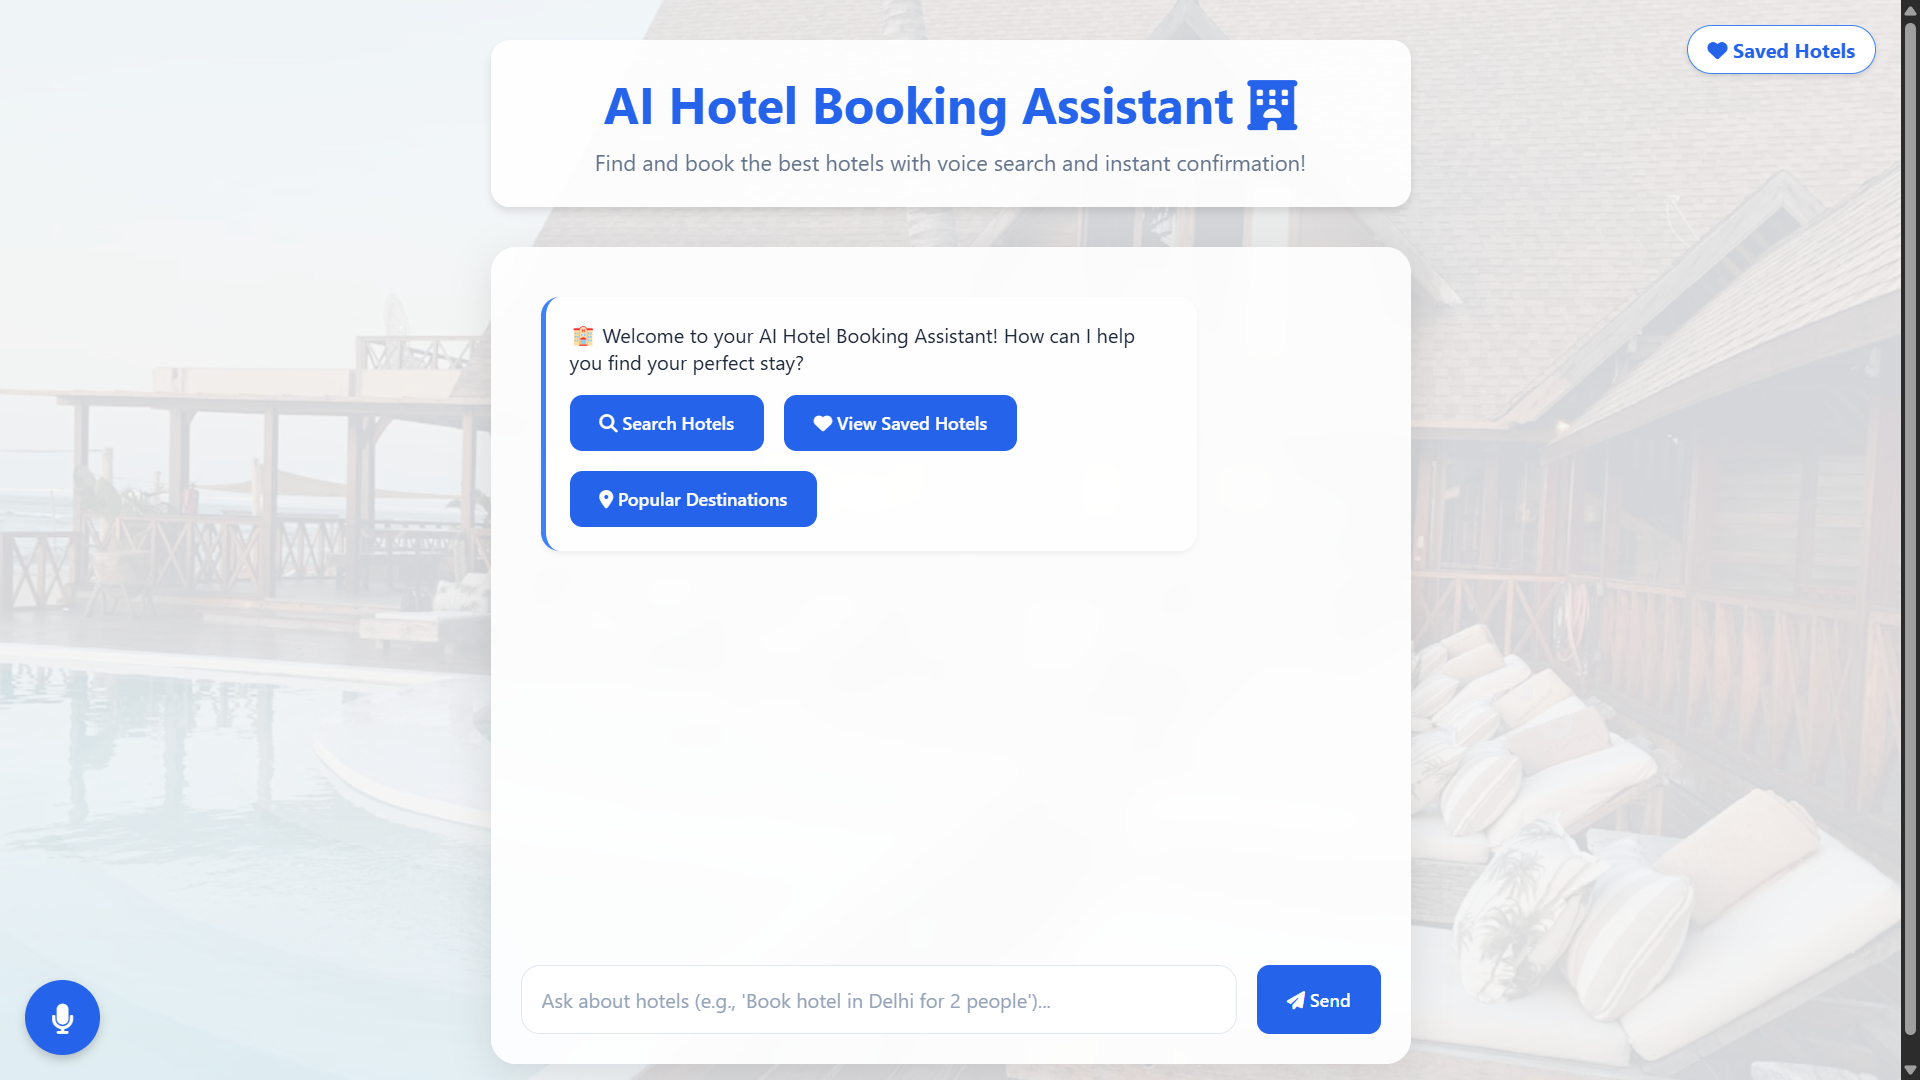 Saved Hotels
AI Hotel Booking Assistant
Find and book the best hotels with voice search and instant confirmation!
Welcome to your AI Hotel Booking Assistant! How can I help
you find your perfect stay?
Search Hotels
View Saved Hotels
Popular Destinations
Ask about hotels (e.g., 'Book hotel in Delhi for 2 people')...
Send